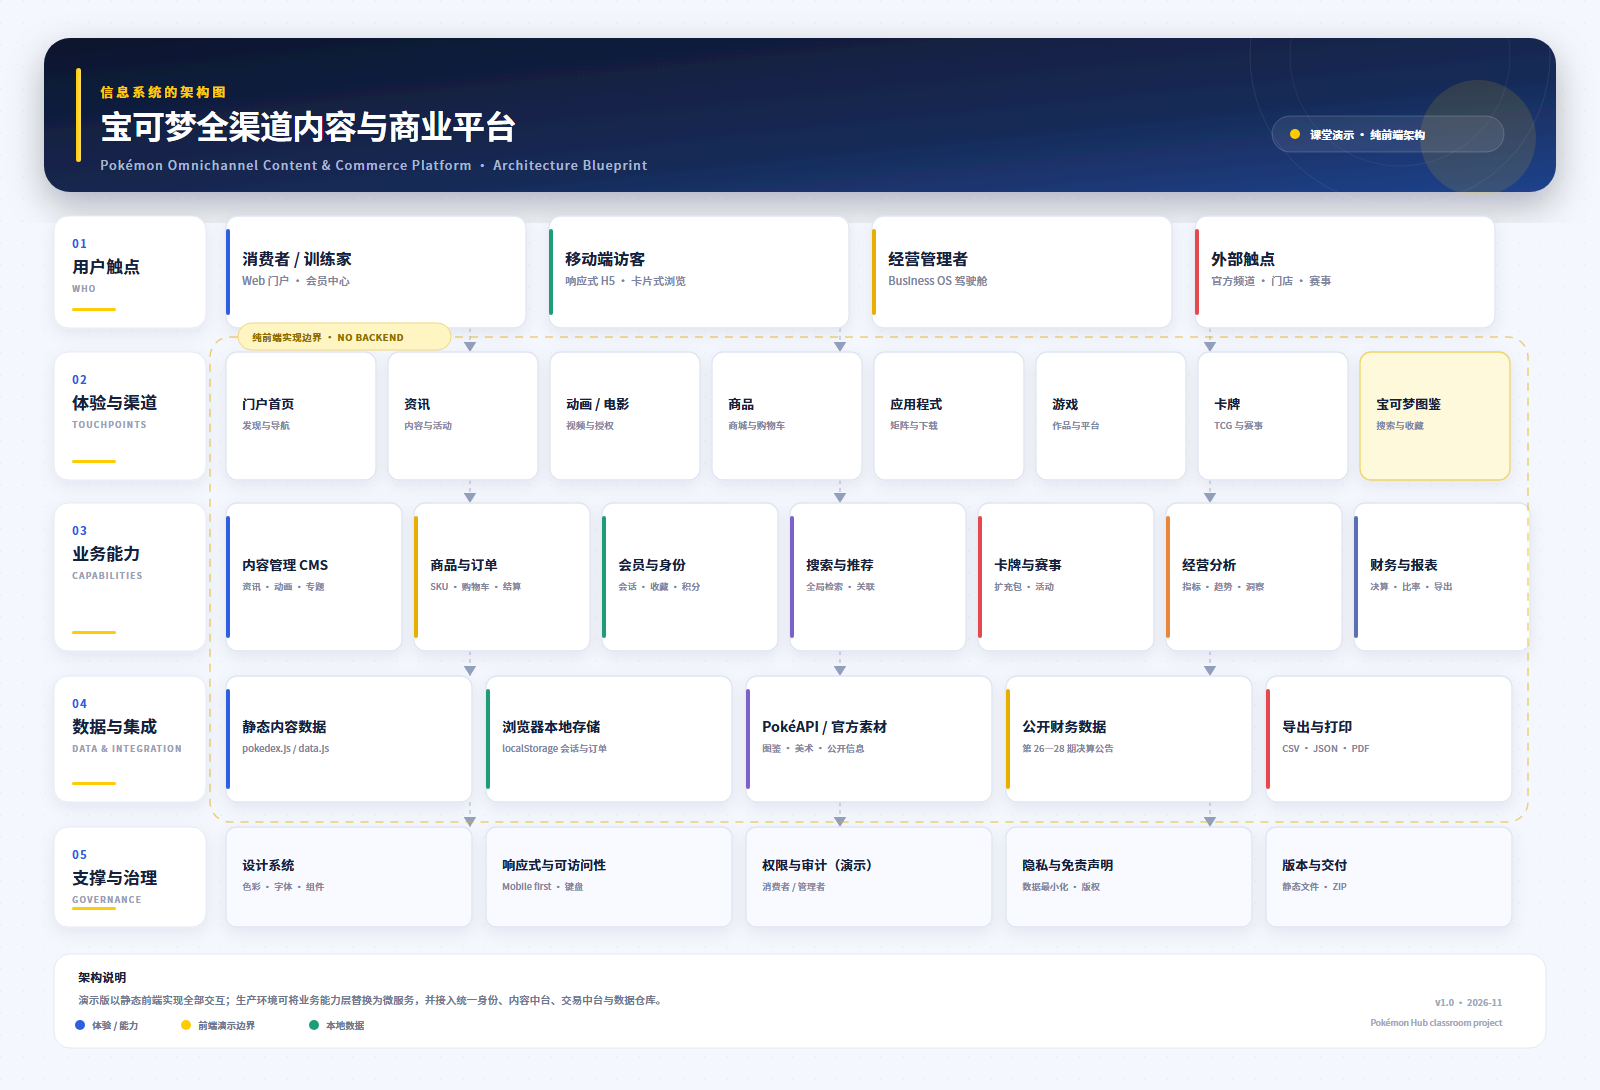 信息系统的架构图
宝可梦全渠道内容与商业平台
Pokémon Omnichannel Content & Commerce Platform • Architecture Blueprint
课堂演示 • 纯前端架构
01
用户触点
WHO
消费者 / 训练家
Web 门户 • 会员中心
移动端访客
响应式 H5 • 卡片式浏览
经营管理者
Business OS 驾驶舱
外部触点
官方频道 • 门店 • 赛事
纯前端实现边界 • NO BACKEND
02
体验与渠道
TOUCHPOINTS
门户首页
发现与导航
资讯
内容与活动
动画 / 电影
视频与授权
商品
商城与购物车
应用程式
矩阵与下载
游戏
作品与平台
卡牌
TCG 与赛事
宝可梦图鉴
搜索与收藏
03
业务能力
CAPABILITIES
内容管理 CMS
资讯 • 动画 • 专题
商品与订单
SKU • 购物车 • 结算
会员与身份
会话 • 收藏 • 积分
搜索与推荐
全局检索 • 关联
卡牌与赛事
扩充包 • 活动
经营分析
指标 • 趋势 • 洞察
财务与报表
决算 • 比率 • 导出
04
数据与集成
DATA & INTEGRATION
静态内容数据
pokedex.js / data.js
浏览器本地存储
localStorage 会话与订单
PokéAPI / 官方素材
图鉴 • 美术 • 公开信息
公开财务数据
第 26—28 期决算公告
导出与打印
CSV • JSON • PDF
05
支撑与治理
GOVERNANCE
设计系统
色彩 • 字体 • 组件
响应式与可访问性
Mobile first • 键盘
权限与审计（演示）
消费者 / 管理者
隐私与免责声明
数据最小化 • 版权
版本与交付
静态文件 • ZIP
架构说明
演示版以静态前端实现全部交互；生产环境可将业务能力层替换为微服务，并接入统一身份、内容中台、交易中台与数据仓库。
体验 / 能力
前端演示边界
本地数据
v1.0 • 2026-11
Pokémon Hub classroom project